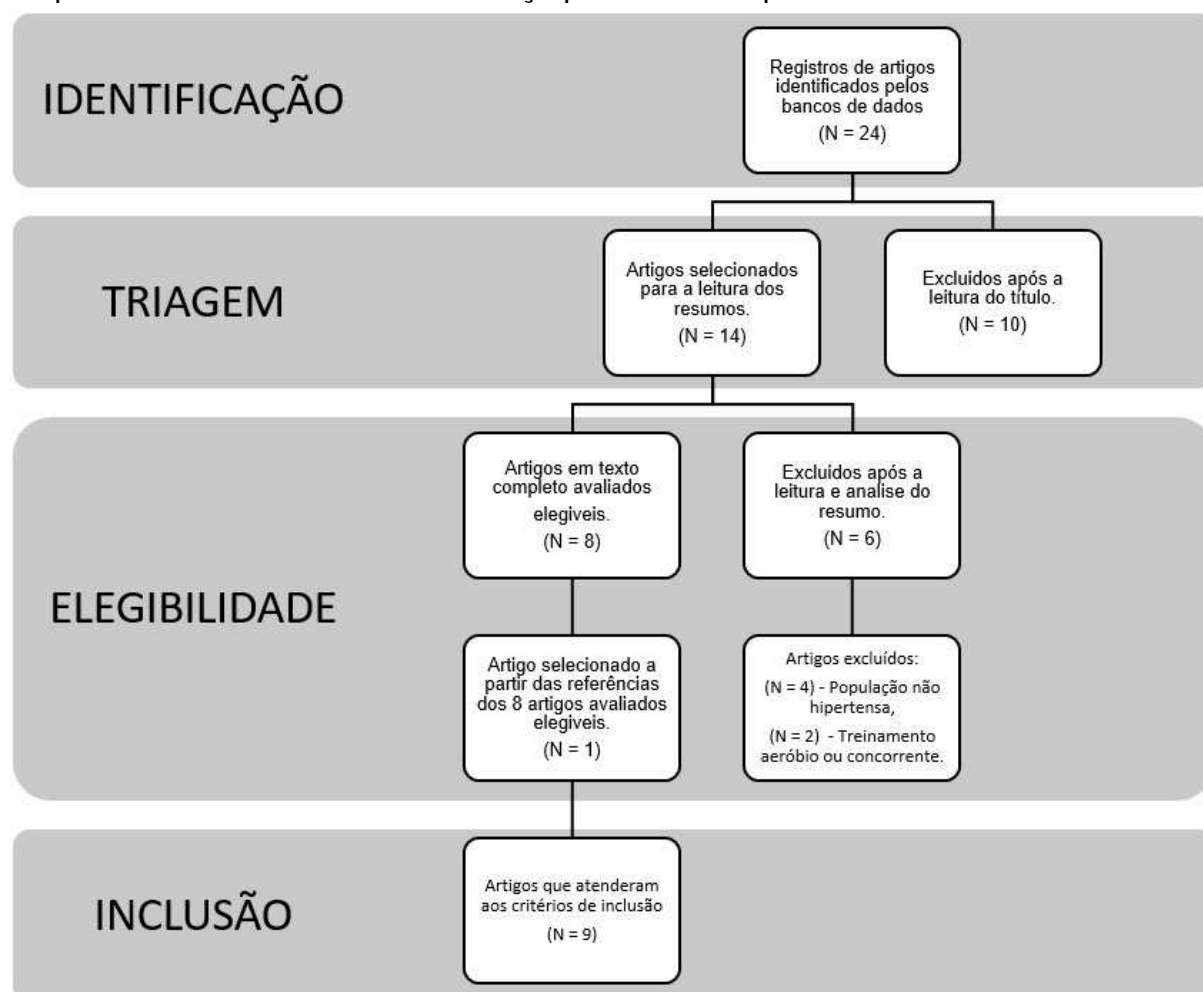 IDENTIFICAÇÃO
Registros de artigos
identificados pelos
bancos de dados
(N = 24)
TRIAGEM
Artigos selecionados
para a leitura dos
resumos.
(N = 14)
Excluidos após a
leitura do título.
(N = 10)
ELEGIBILIDADE
Artigos em texto
completo avaliados
elegiveis.
(N = 8)
Excluidos após a
leitura e analise do
resumo.
(N = 6)
Artigo selecionado a
partir das referências
dos 8 artigos avaliados
elegiveis.
(N = 1)
Artigos excluídos:
(N = 4) - População não
hipertensa,
(N = 2) - Treinamento
aeróbio ou concorrente.
INCLUSÃO
Artigos que atenderam
aos critérios de inclusão
(N = 9)